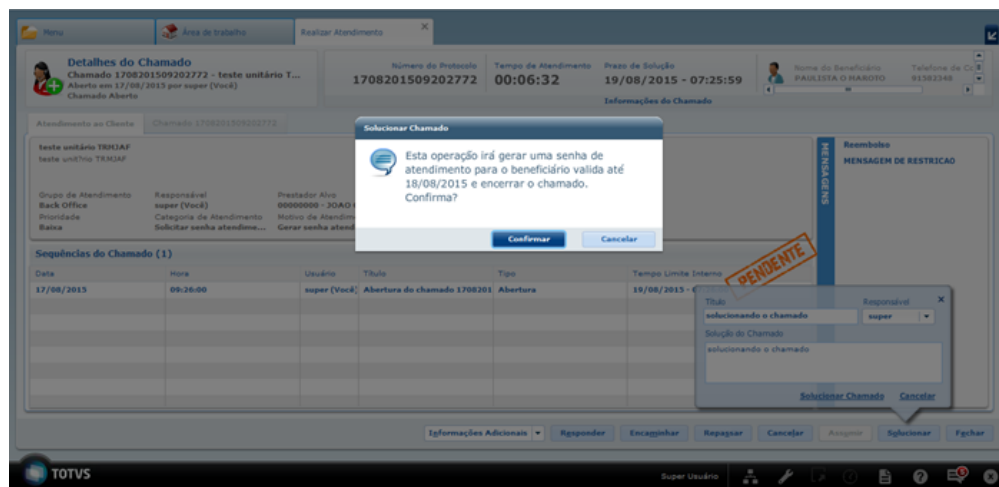 Menu
Área de trabalho
Realizar Atendimento
Detalhes do Chamado
Chamado 1708201509202772 - teste unitário T...
Aberto em 17/08/2015 por super (Você)
Chamado Aberto
Número do Protocolo
1708201509202772
Tempo de Atendimento
00:06:32
Prazo de Solução
19/08/2015 - 07:25:59
Informações do Chamado
Nome do Beneficiário
PAULISTA O MAROTO
Telefone de Co
81582348
Atendimento ao Cliente
Chamado 1708201509202772
teste unitário TRMJAF
teste unit?rio TRMJAF
Grupo de Atendimento
Back Office
Responsável
super (Você)
Prestador Alvo
00000000 - JOAO
Prioridade
Baixa
Categoria de Atendimento
Solicitar senha atendime...
Motivo de Atendim
Gerar senha atend
MENSAGENS
Reembolso
MENSAGEM DE RESTRICAO
Solucionar Chamado
Esta operação irá gerar uma senha de
atendimento para o beneficiário valida até
18/08/2015 e encerrar o chamado.
Confirma?
Confirmar
Cancelar
Sequências do Chamado (1)
Data Hora Usuário Título Tipo Tempo Limite Interno
17/08/2015 09:26:00 super (Você) Abertura do chamado 1708201 Abertura 19/08/2015 -
PENDENTE
Título
Responsável
solucionando o chamado
super
Solução do Chamado
solucionando o chamado
Solucionar Chamado
Cancelar
Informações Adicionais
Responder
Encaminhar
Repassar
Cancelar
Assumir
Solucionar
Fechar
TOTVS
Super Usuário